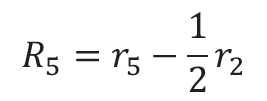 R₅ = r₅ − 1/2 r₂